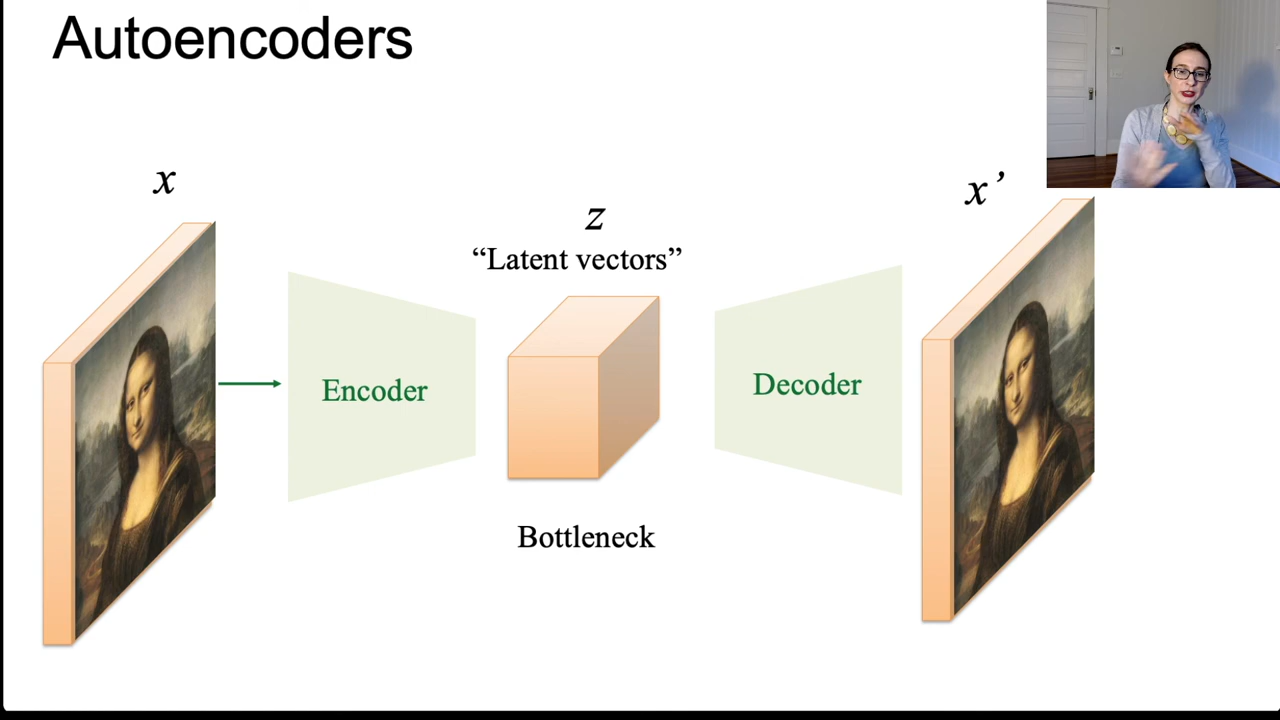 Autoencoders
x
z
“Latent vectors”
x’
Encoder
Decoder
Bottleneck